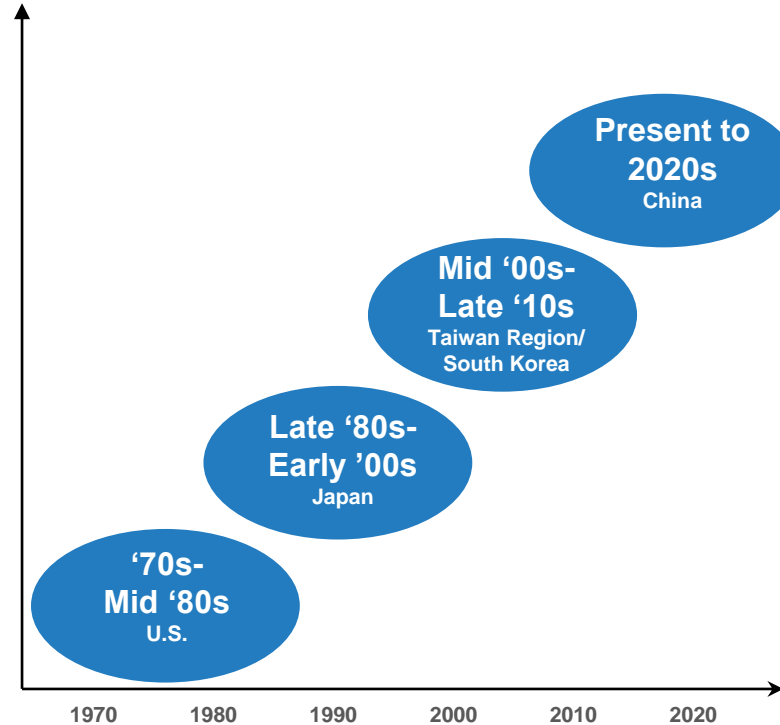 Present to
2020s
China
Mid ‘00s-
Late ‘10s
Taiwan Region/
South Korea
Late ‘80s-
Early ’00s
Japan
‘70s-
Mid ‘80s
U.S.
1970 1980 1990 2000 2010 2020